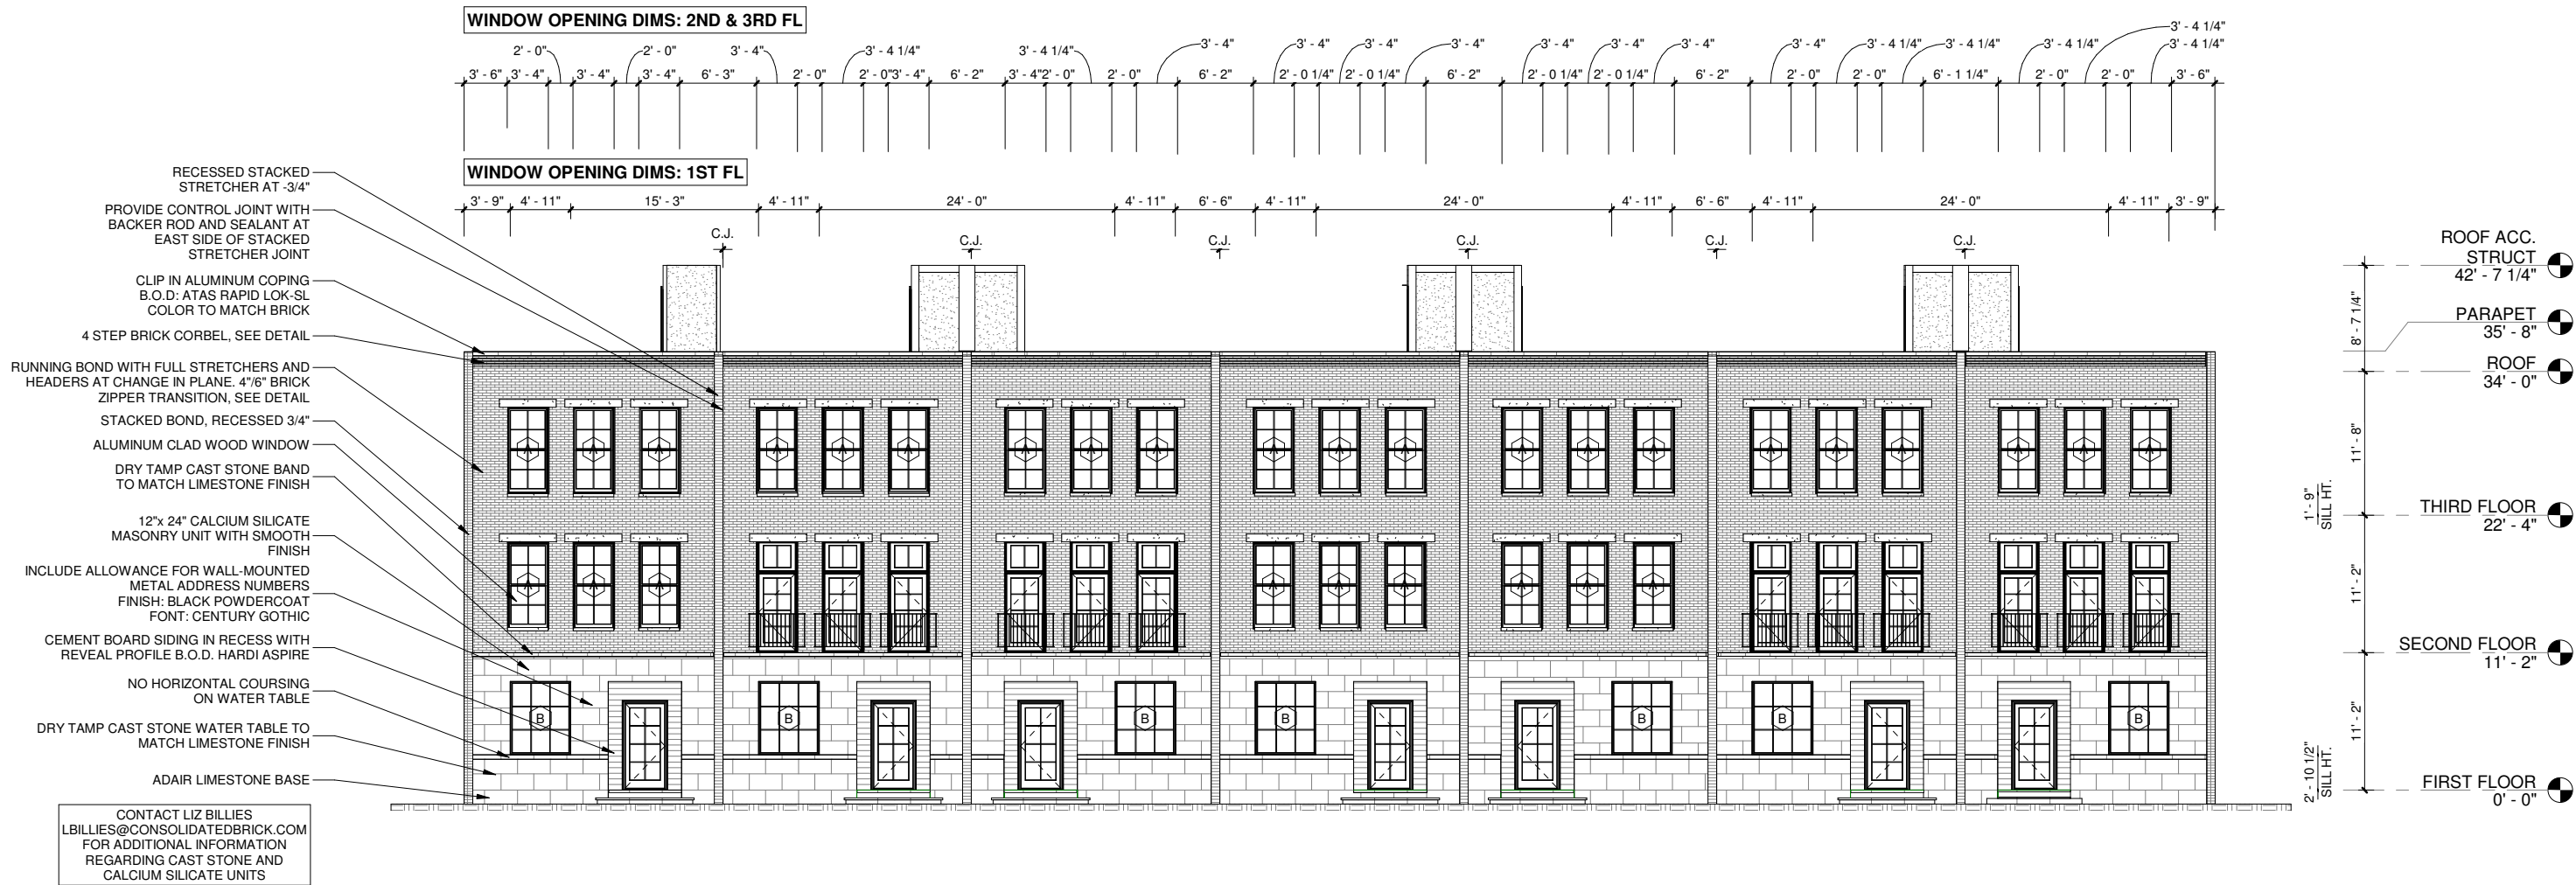 WINDOW OPENING DIMS: 2ND & 3RD FL
3' - 4 1/4"
2' - 0" 2' - 0" 3' - 4" 3' - 4 1/4" 3' - 4 1/4" 3' - 4" 3' - 4" 3' - 4" 3' - 4" 3' - 4" 3' - 4" 3' - 4" 3' - 4" 3' - 4 1/4" 3' - 4 1/4" 3' - 4 1/4" 3' - 4 1/4"
3' - 6" 3' - 4" 3' - 4" 3' - 4" 6' - 3" 2' - 0" 2' - 0" 3' - 4" 6' - 2" 3' - 4" 2' - 0" 2' - 0" 6' - 2" 2' - 0 1/4" 2' - 0 1/4" 6' - 2" 2' - 0 1/4" 2' - 0 1/4" 6' - 2" 2' - 0" 2' - 0" 6' - 1 1/4" 2' - 0" 2' - 0" 3' - 6"
WINDOW OPENING DIMS: 1ST FL
3' - 9" 4' - 11" 15' - 3" 4' - 11" 24' - 0" 4' - 11" 6' - 6" 4' - 11" 24' - 0" 4' - 11" 6' - 6" 4' - 11" 24' - 0" 4' - 11" 3' - 9"
C.J. C.J. C.J. C.J. C.J. C.J.
RECESSED STACKED
STRETCHER AT -3/4"
PROVIDE CONTROL JOINT WITH
BACKER ROD AND SEALANT AT
EAST SIDE OF STACKED
STRETCHER JOINT
CLIP IN ALUMINUM COPING
B.O.D: ATAS RAPID LOK-SL
COLOR TO MATCH BRICK
4 STEP BRICK CORBEL, SEE DETAIL
RUNNING BOND WITH FULL STRETCHERS AND
HEADERS AT CHANGE IN PLANE. 4"/6" BRICK
ZIPPER TRANSITION, SEE DETAIL
STACKED BOND, RECESSED 3/4"
ALUMINUM CLAD WOOD WINDOW
DRY TAMP CAST STONE BAND
TO MATCH LIMESTONE FINISH
12"x 24" CALCIUM SILICATE
MASONRY UNIT WITH SMOOTH
FINISH
INCLUDE ALLOWANCE FOR WALL-MOUNTED
METAL ADDRESS NUMBERS
FINISH: BLACK POWDERCOAT
FONT: CENTURY GOTHIC
CEMENT BOARD SIDING IN RECESS WITH
REVEAL PROFILE B.O.D. HARDI ASPIRE
NO HORIZONTAL COURSING
ON WATER TABLE
DRY TAMP CAST STONE WATER TABLE TO
MATCH LIMESTONE FINISH
ADAIR LIMESTONE BASE
CONTACT LIZ BILLIES
LBILLIES@CONSOLIDATEDBRICK.COM
FOR ADDITIONAL INFORMATION
REGARDING CAST STONE AND
CALCIUM SILICATE UNITS
A A A A A A A A A A A A A A A A A A A A A
A A A A A A A A A
B B B B B B B
8' - 7 1/4"
11' - 8"
1' - 9"
SILL HT.
11' - 2"
11' - 2"
2' - 10 1/2"
SILL HT.
ROOF ACC.
STRUCT
42' - 7 1/4"
PARAPET
35' - 8"
ROOF
34' - 0"
THIRD FLOOR
22' - 4"
SECOND FLOOR
11' - 2"
FIRST FLOOR
0' - 0"